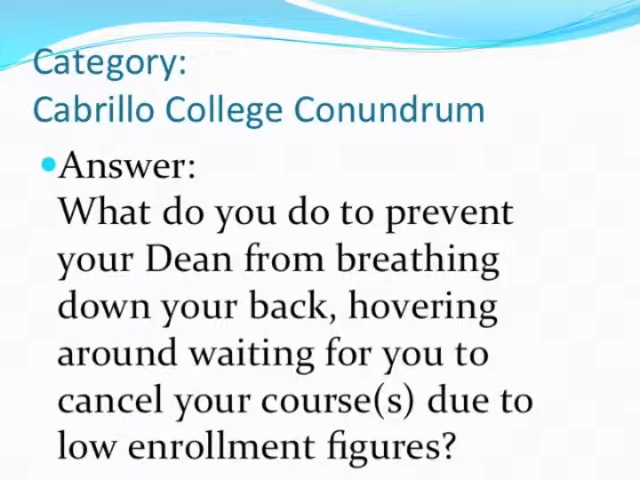 Category:
Cabrillo College Conundrum
Answer:
What do you do to prevent
your Dean from breathing
down your back, hovering
around waiting for you to
cancel your course(s) due to
low enrollment figures?